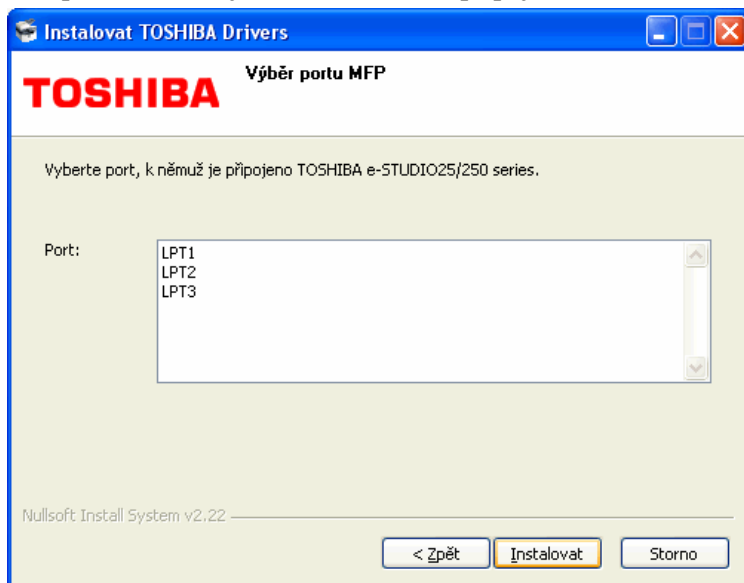 Instalovat TOSHIBA Drivers
TOSHIBA
Výběr portu MFP
Vyberte port, k němuž je připojeno TOSHIBA e-STUDIO25/250 series.
Port:
LPT1
LPT2
LPT3
Nullsoft Install System v2.22
< Zpět
Instalovat
Storno